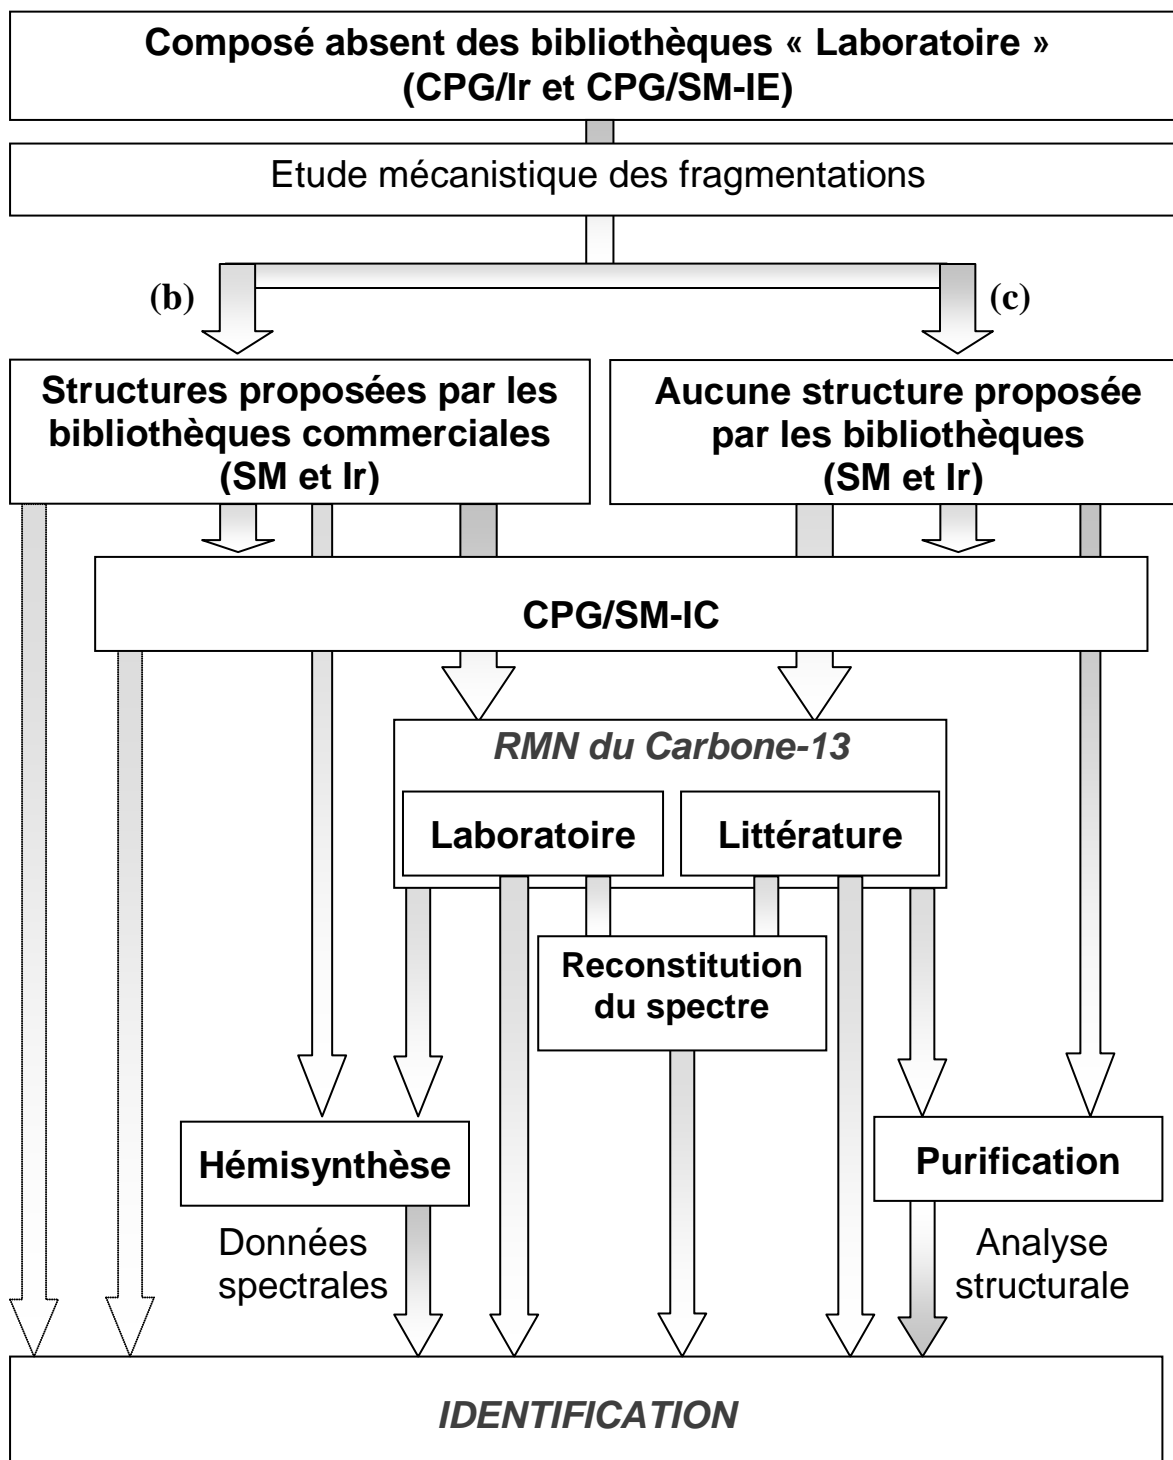 Composé absent des bibliothèques « Laboratoire »
(CPG/Ir et CPG/SM-IE)
Etude mécanistique des fragmentations
(b)
(c)
Structures proposées par les
bibliothèques commerciales
(SM et Ir)
Aucune structure proposée
par les bibliothèques
(SM et Ir)
CPG/SM-IC
RMN du Carbone-13
Laboratoire
Littérature
Reconstitution
du spectre
Hémisynthèse
Purification
Données
spectrales
Analyse
structurale
IDENTIFICATION